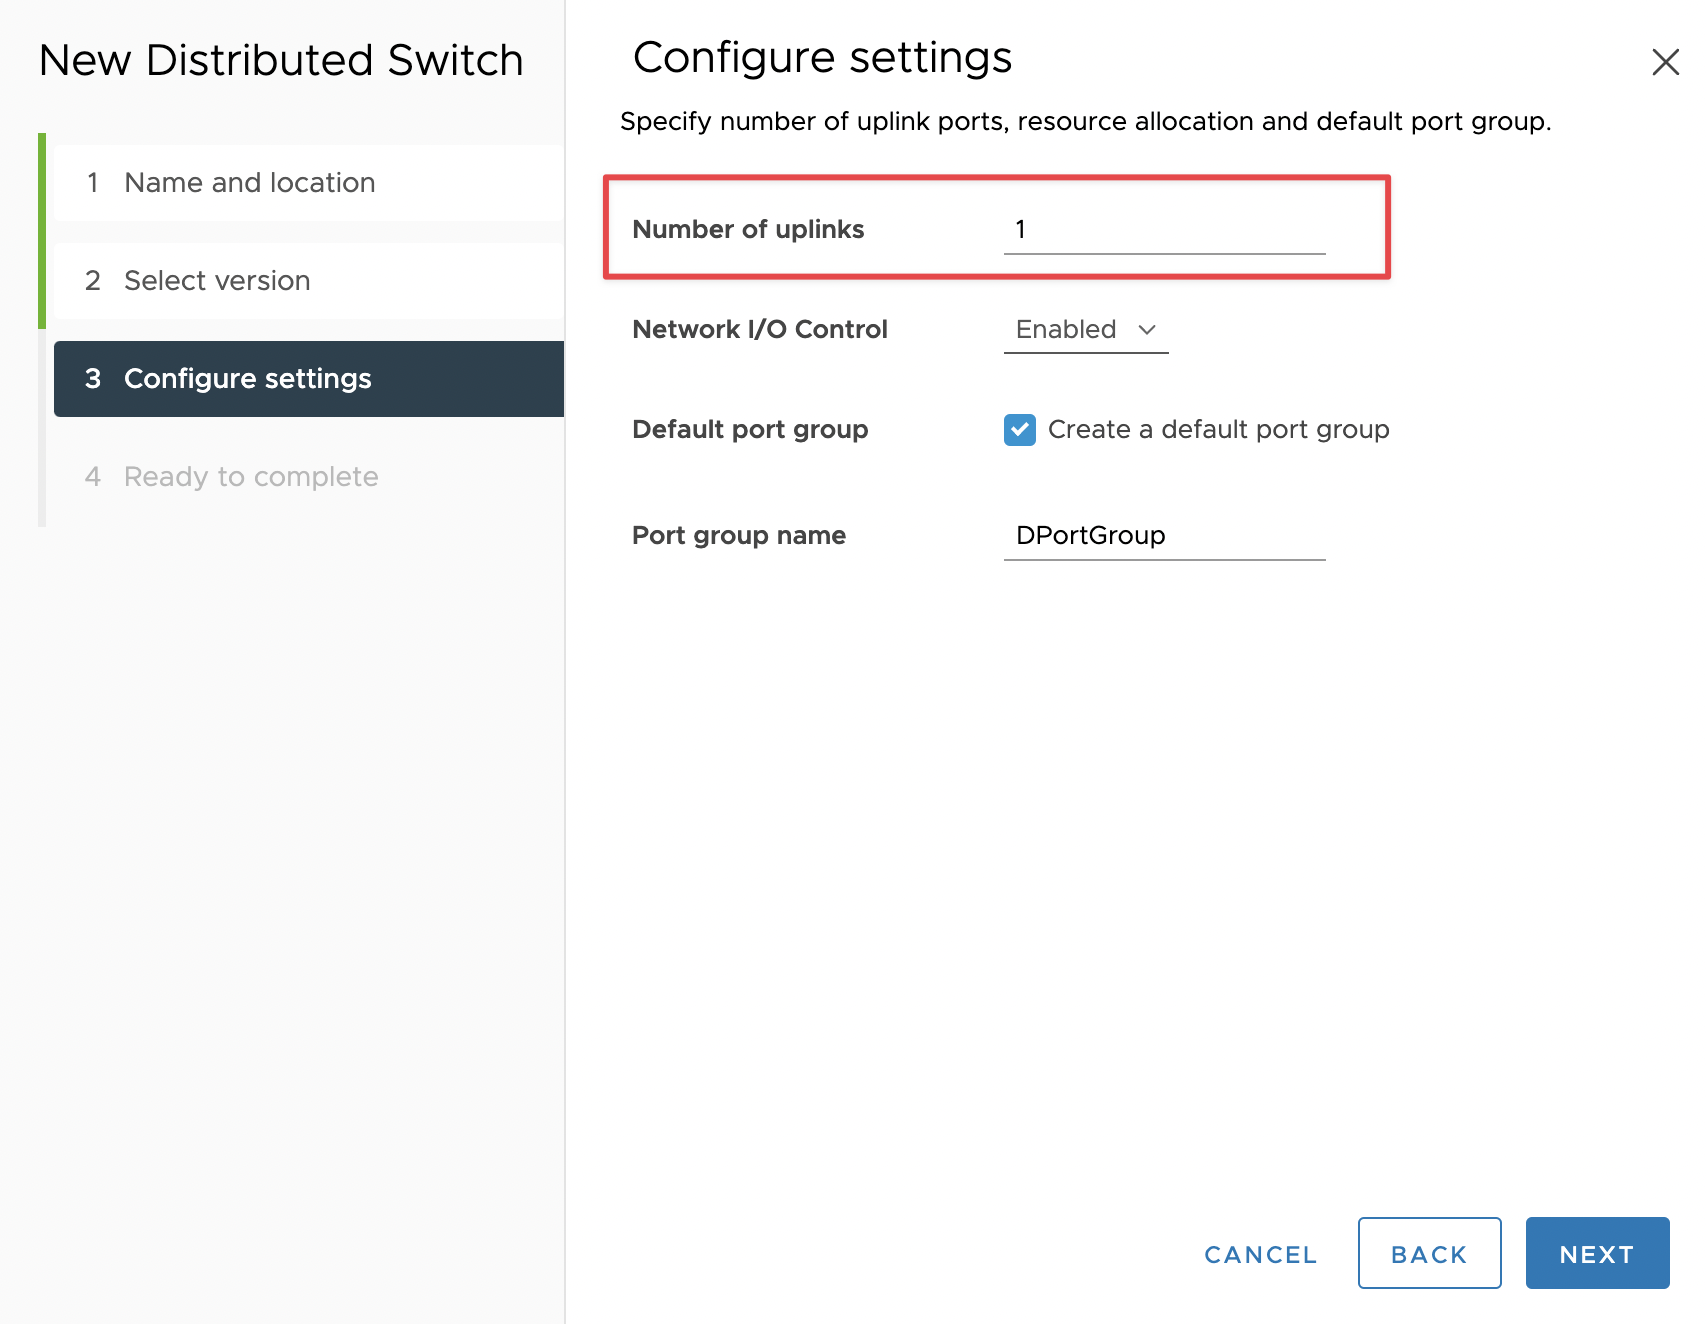 New Distributed Switch
1 Name and location
2 Select version
3 Configure settings
4 Ready to complete
Configure settings
Specify number of uplink ports, resource allocation and default port group.
Number of uplinks 1
Network I/O Control Enabled
Default port group Create a default port group
Port group name DPortGroup
CANCEL BACK NEXT